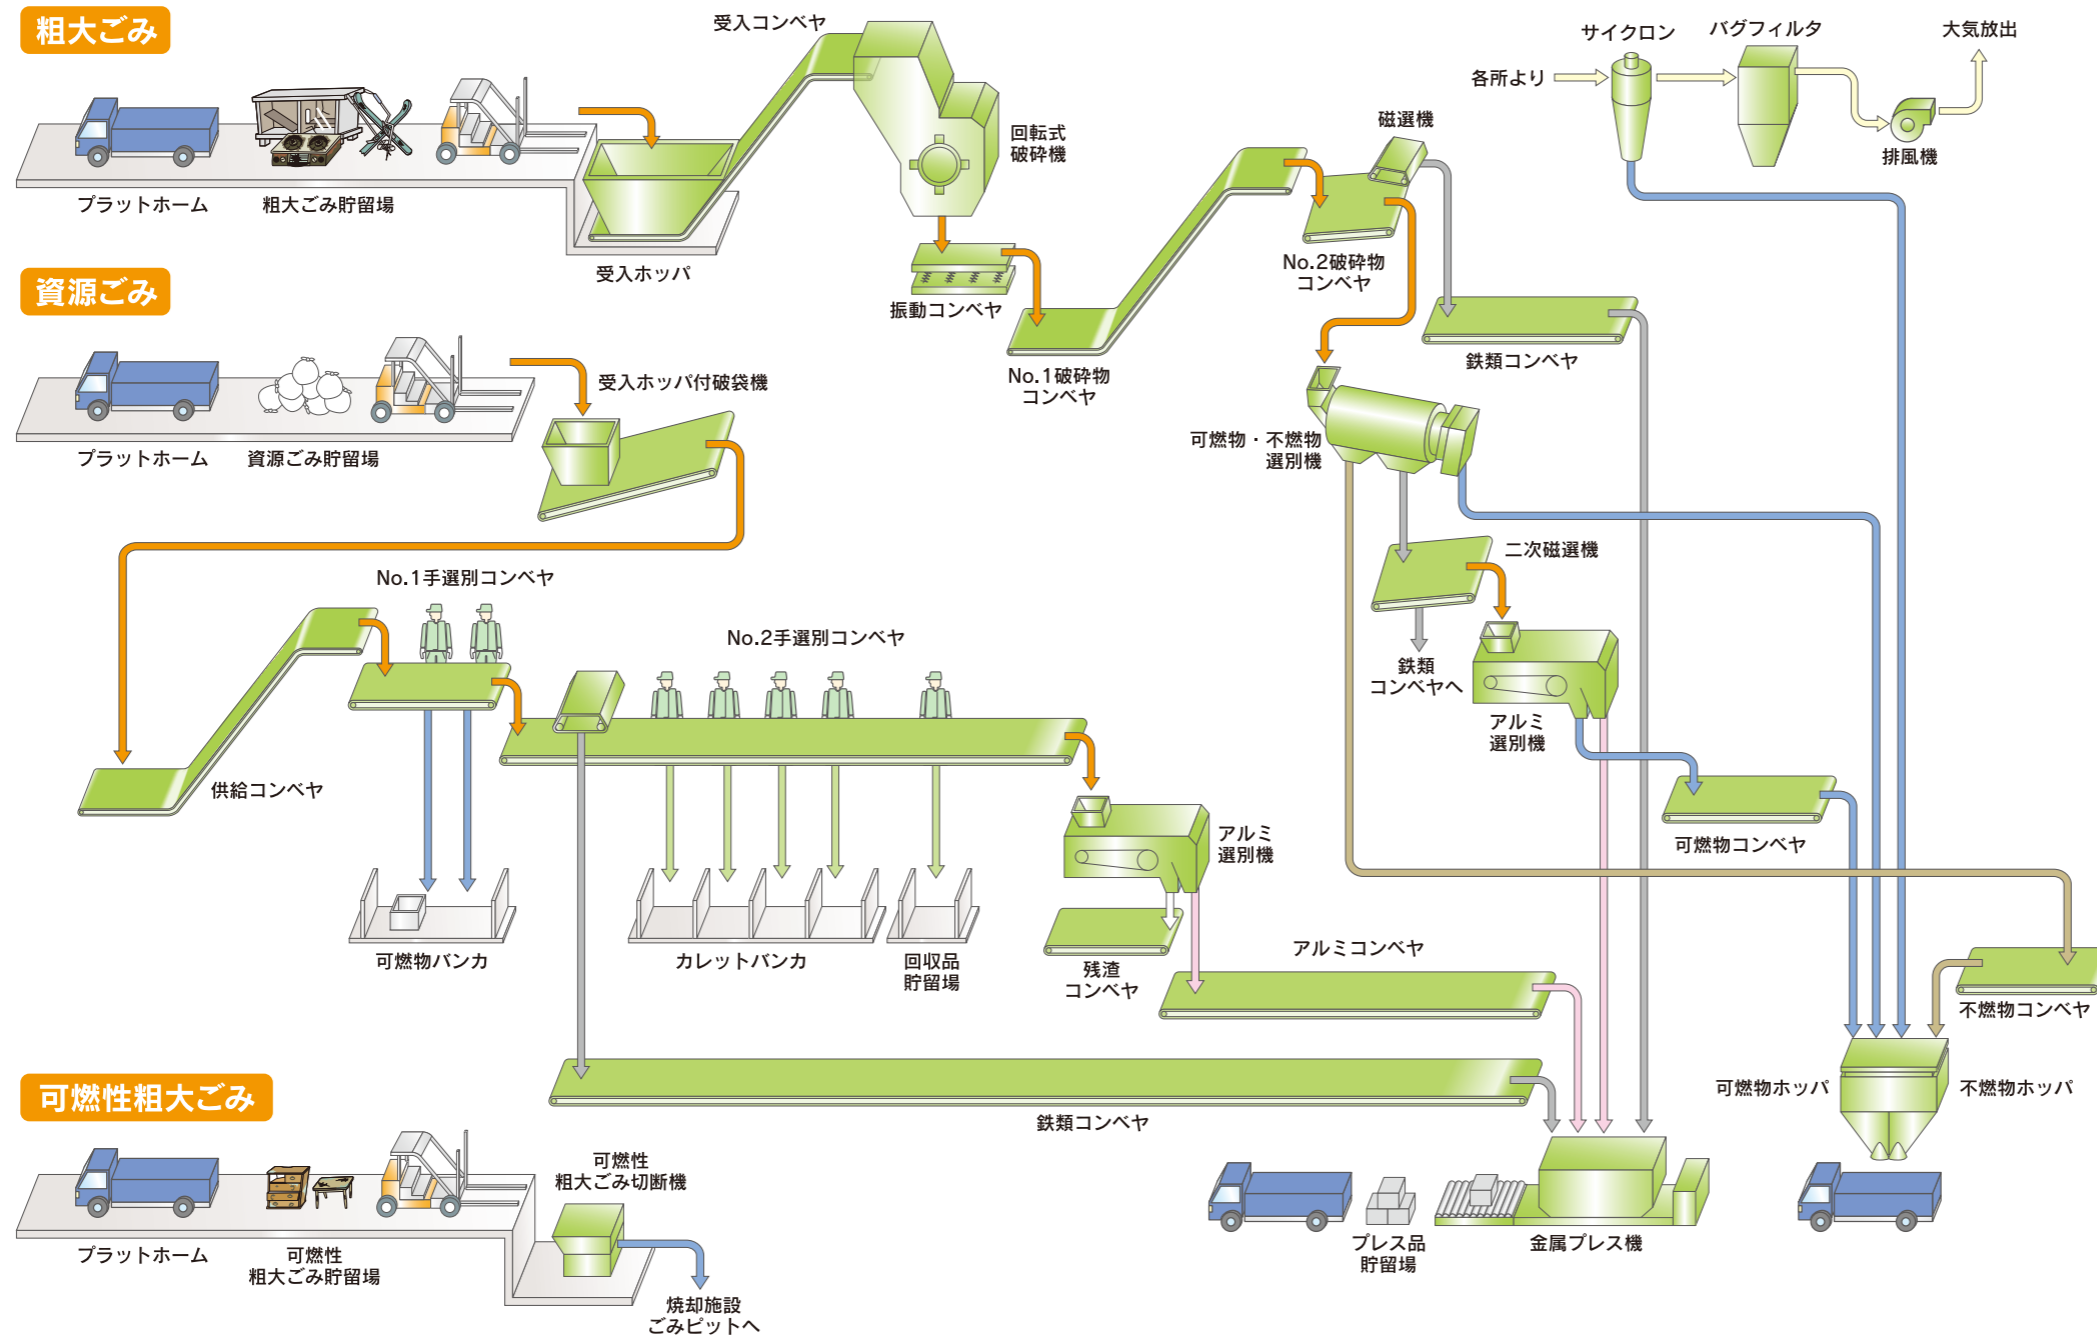 粗大ごみ
プラットホーム
粗大ごみ貯留場
受入ホッパ
受入コンベヤ
回転式
破砕機
振動コンベヤ
No.1破砕物
コンベヤ
磁選機
No.2破砕物
コンベヤ
鉄類コンベヤ
各所より
サイクロン
バグフィルタ
排風機
大気放出
可燃物・不燃物
選別機
二次磁選機
鉄類
コンベヤへ
アルミ
選別機
可燃物コンベヤ
不燃物コンベヤ
可燃物ホッパ
不燃物ホッパ
資源ごみ
プラットホーム
資源ごみ貯留場
受入ホッパ付破袋機
供給コンベヤ
No.1手選別コンベヤ
可燃物バンカ
No.2手選別コンベヤ
カレットバンカ
回収品
貯留場
アルミ
選別機
残渣
コンベヤ
アルミコンベヤ
鉄類コンベヤ
プレス品
貯留場
金属プレス機
可燃性粗大ごみ
プラットホーム
可燃性
粗大ごみ貯留場
可燃性
粗大ごみ切断機
焼却施設
ごみピットへ